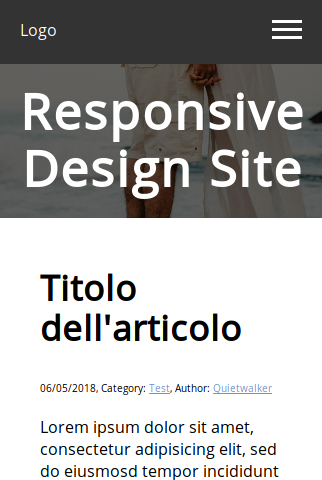 Logo
Responsive
Design Site
Titolo
dell'articolo
06/05/2018, Category: Test, Author: Quietwalker
Lorem ipsum dolor sit amet,
consectetur adipisicing elit, sed
do eiusmosd tempor incididunt